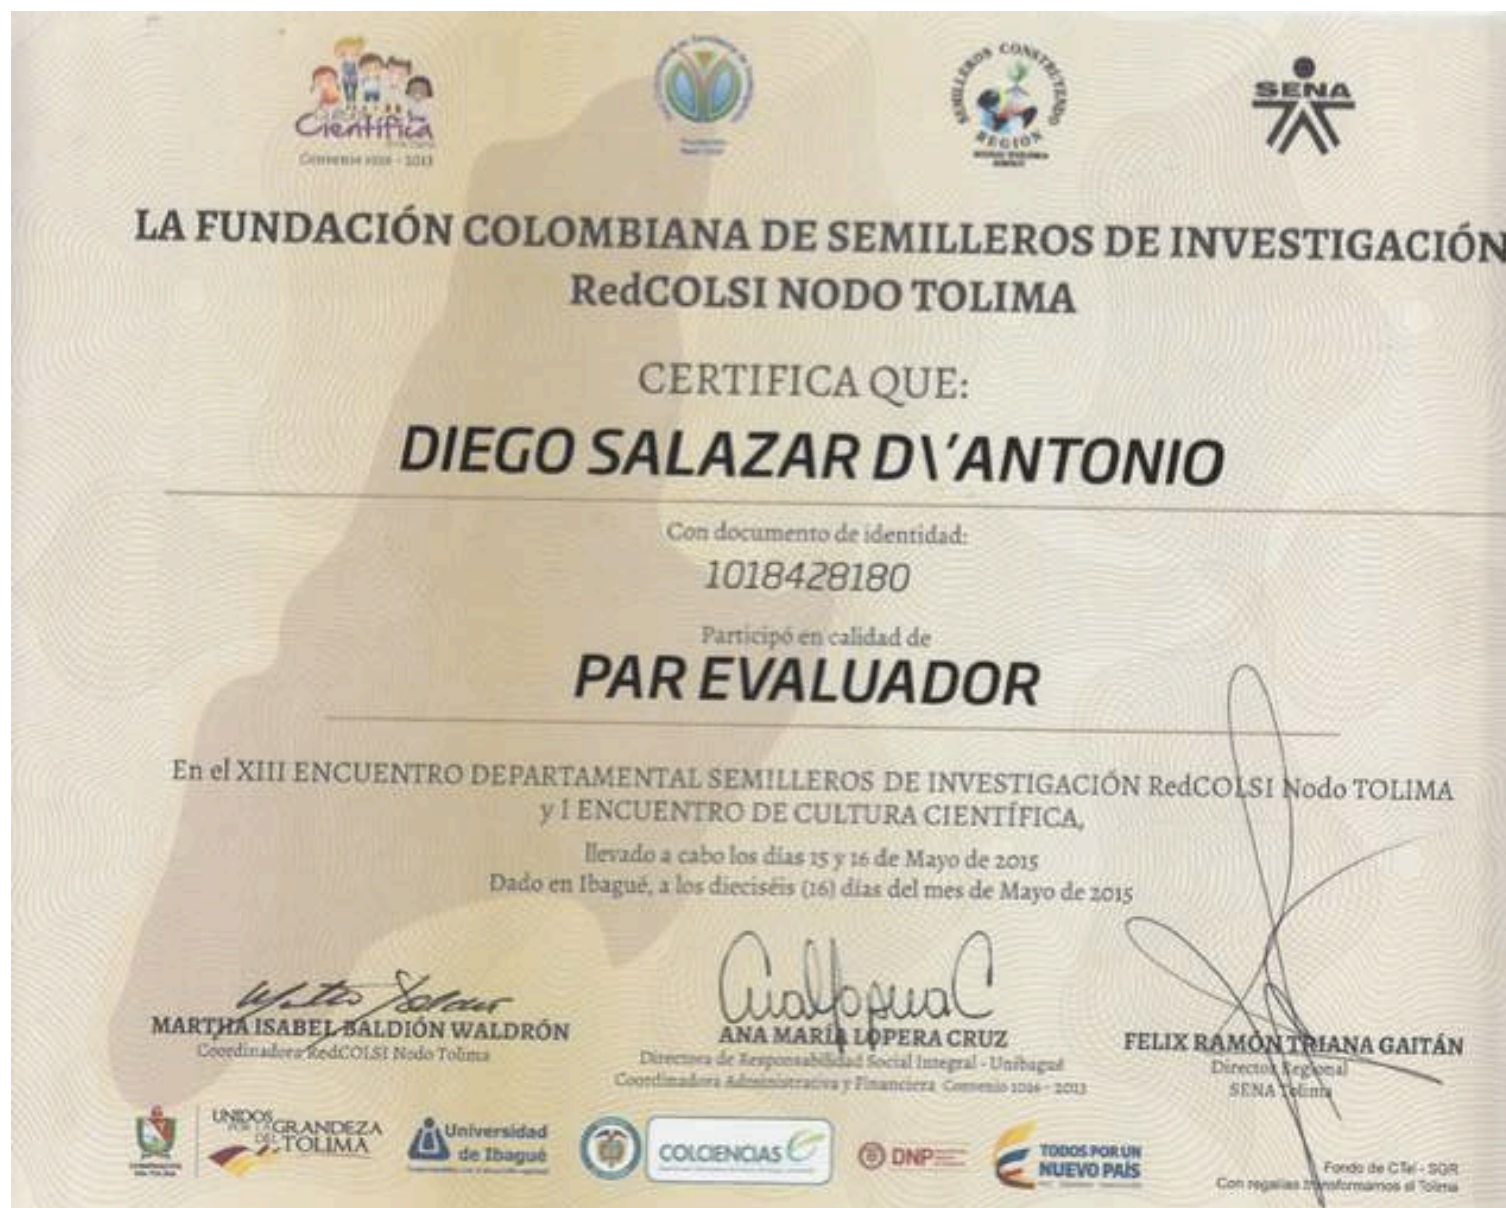 Científica
Convenio 1026 - 2013
SEMILLEROS CONSTRUYENDO
REGIÓN
SENA
LA FUNDACIÓN COLOMBIANA DE SEMILLEROS DE INVESTIGACIÓN
RedCOLSI NODO TOLIMA
CERTIFICA QUE:
DIEGO SALAZAR D\'ANTONIO
Con documento de identidad:
1018428180
Participó en calidad de
PAR EVALUADOR
En el XIII ENCUENTRO DEPARTAMENTAL SEMILLEROS DE INVESTIGACIÓN RedCOLSI Nodo TOLIMA
y I ENCUENTRO DE CULTURA CIENTÍFICA,
llevado a cabo los días 15 y 16 de Mayo de 2015
Dado en Ibagué, a los dieciséis (16) días del mes de Mayo de 2015
MARTHA ISABEL BALDIÓN WALDRÓN
Coordinadora RedCOLSI Nodo Tolima
ANA MARÍA LOPERA CRUZ
Directora de Responsabilidad Social Integral - Unibagué
Coordinadora Administrativa y Financiera Convenio 1026 - 2013
FELIX RAMÓN TRIANA GAITÁN
Director Regional
SENA Tolima
UNIDOS
POR LA GRANDEZA
DEL TOLIMA
Universidad
de Ibagué
COLCIENCIAS
DNP
TODOS POR UN
NUEVO PAÍS
Fondo de CTeI - SGR
Con regalías transformamos el Tolima